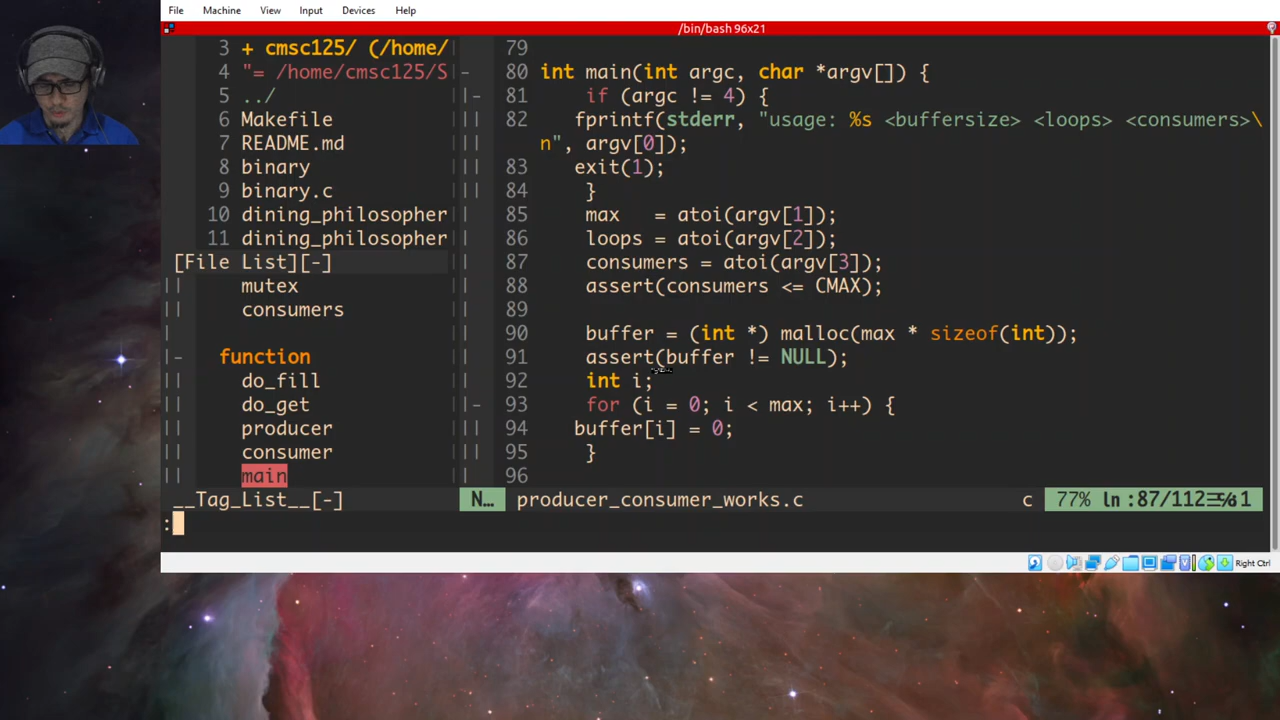 File Machine View Input Devices Help
/bin/bash 96x21
3 + cmsc125/ (/home/
4 "= /home/cmsc125/S
5 ../
6 Makefile
7 README.md
8 binary
9 binary.c
10 dining_philosopher
11 dining_philosopher
[File List][-]
|| mutex
|| consumers
|
|- function
|| do_fill
|| do_get
|| producer
|| consumer
|| main
__Tag_List__[-]
79
80 int main(int argc, char *argv[]) {
81 if (argc != 4) {
82 fprintf(stderr, "usage: %s <buffersize> <loops> <consumers>\
n", argv[0]);
83 exit(1);
84 }
85 max = atoi(argv[1]);
86 loops = atoi(argv[2]);
87 consumers = atoi(argv[3]);
88 assert(consumers <= CMAX);
89
90 buffer = (int *) malloc(max * sizeof(int));
91 assert(buffer != NULL);
92 int i;
93 for (i = 0; i < max; i++) {
94 buffer[i] = 0;
95 }
96
N… producer_consumer_works.c c 77% ln :87/112
:
Right Ctrl